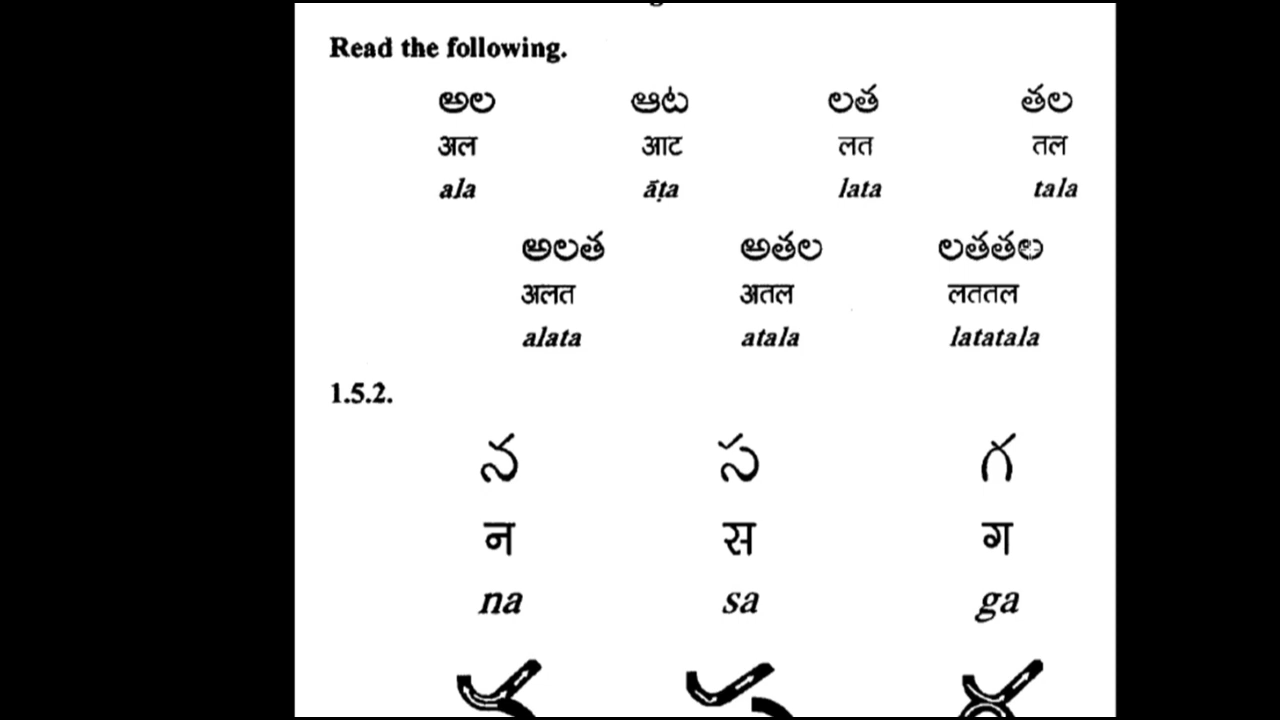 Read the following.
అల ఆట లత తల
अल आट लत तल
ala āṭa lata tala
అలత అతల లతతల
अलत अतल लततल
alata atala latatala
1.5.2.
న స గ
न स ग
na sa ga